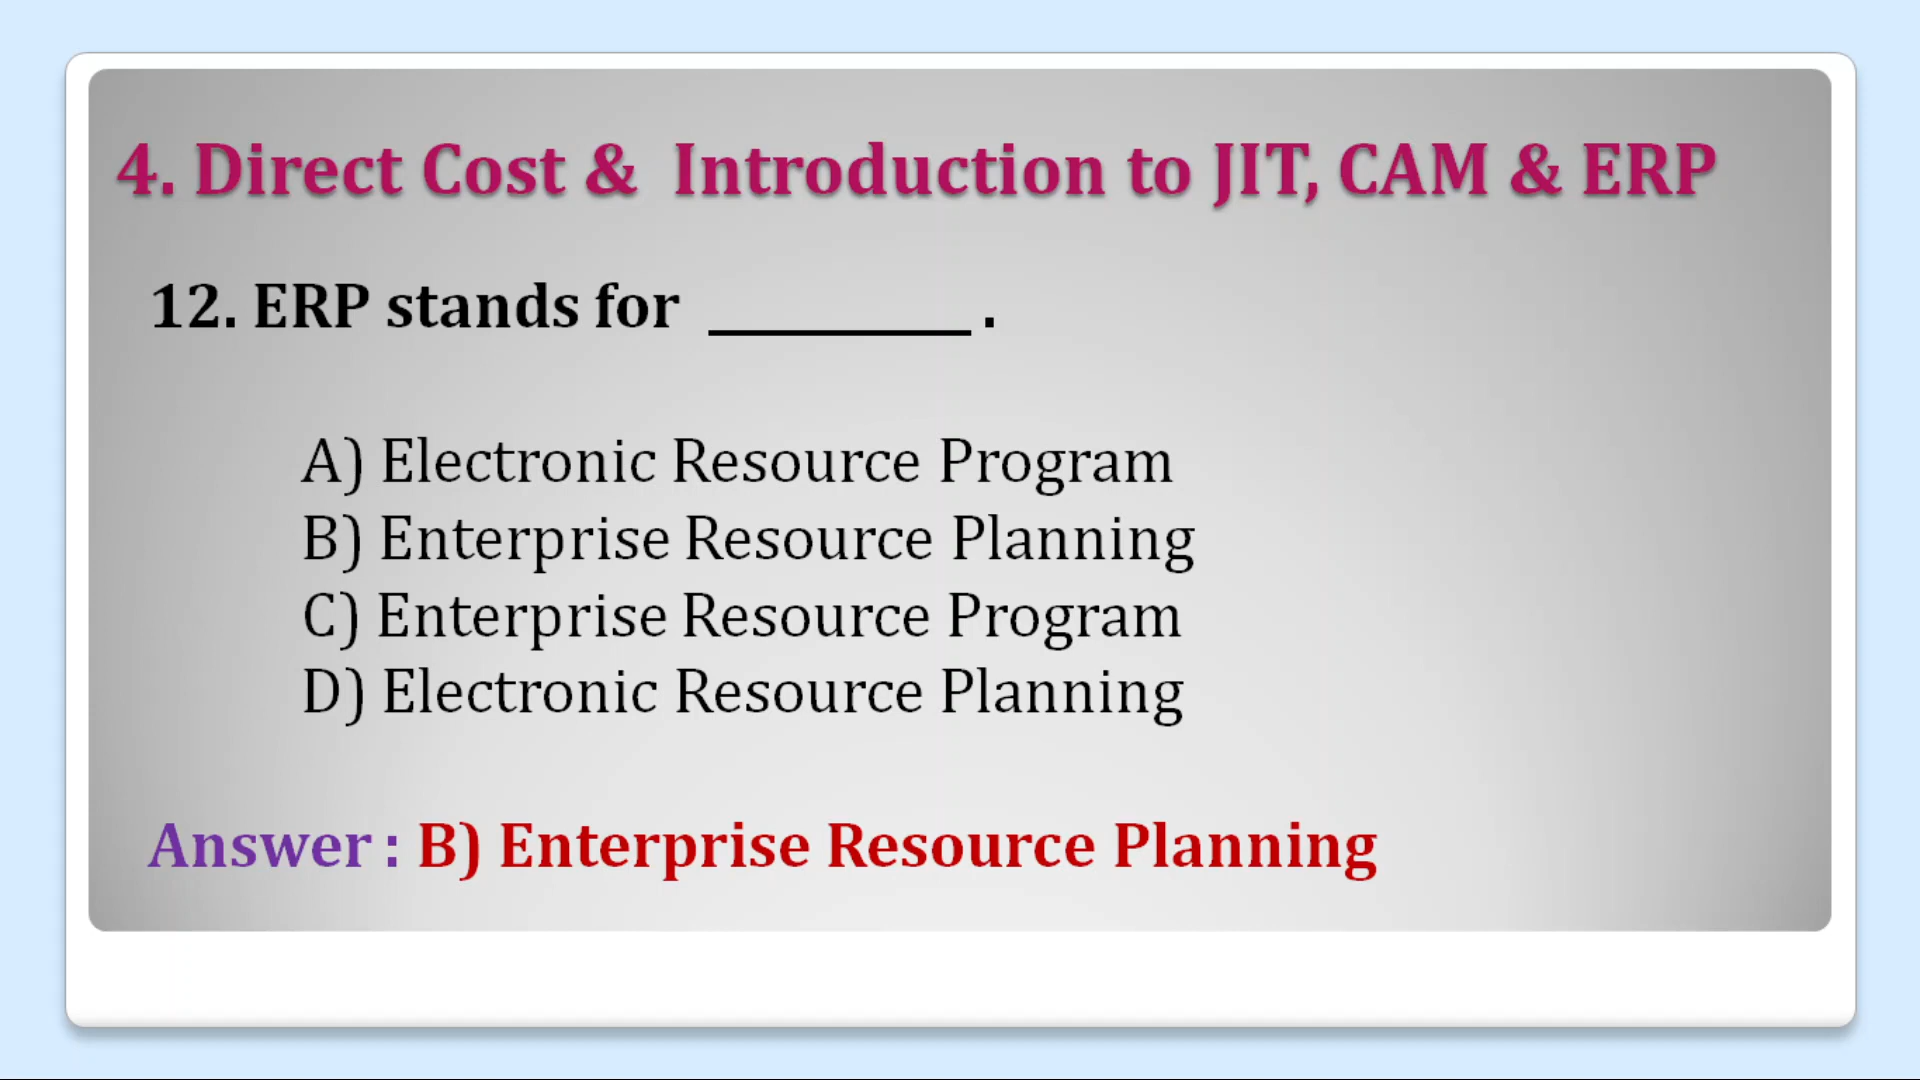 4. Direct Cost & Introduction to JIT, CAM & ERP
12. ERP stands for __________ .
A) Electronic Resource Program
B) Enterprise Resource Planning
C) Enterprise Resource Program
D) Electronic Resource Planning
Answer : B) Enterprise Resource Planning